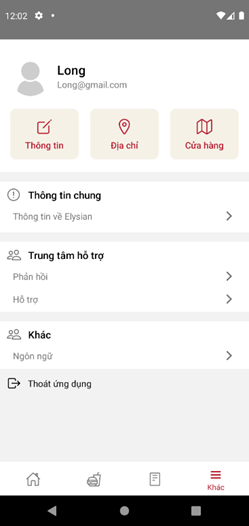 12:02
Long
Long@gmail.com
Thông tin
Địa chỉ
Cửa hàng
Thông tin chung
Thông tin về Elysian
Trung tâm hỗ trợ
Phản hồi
Hỗ trợ
Khác
Ngôn ngữ
Thoát ứng dụng
Khác